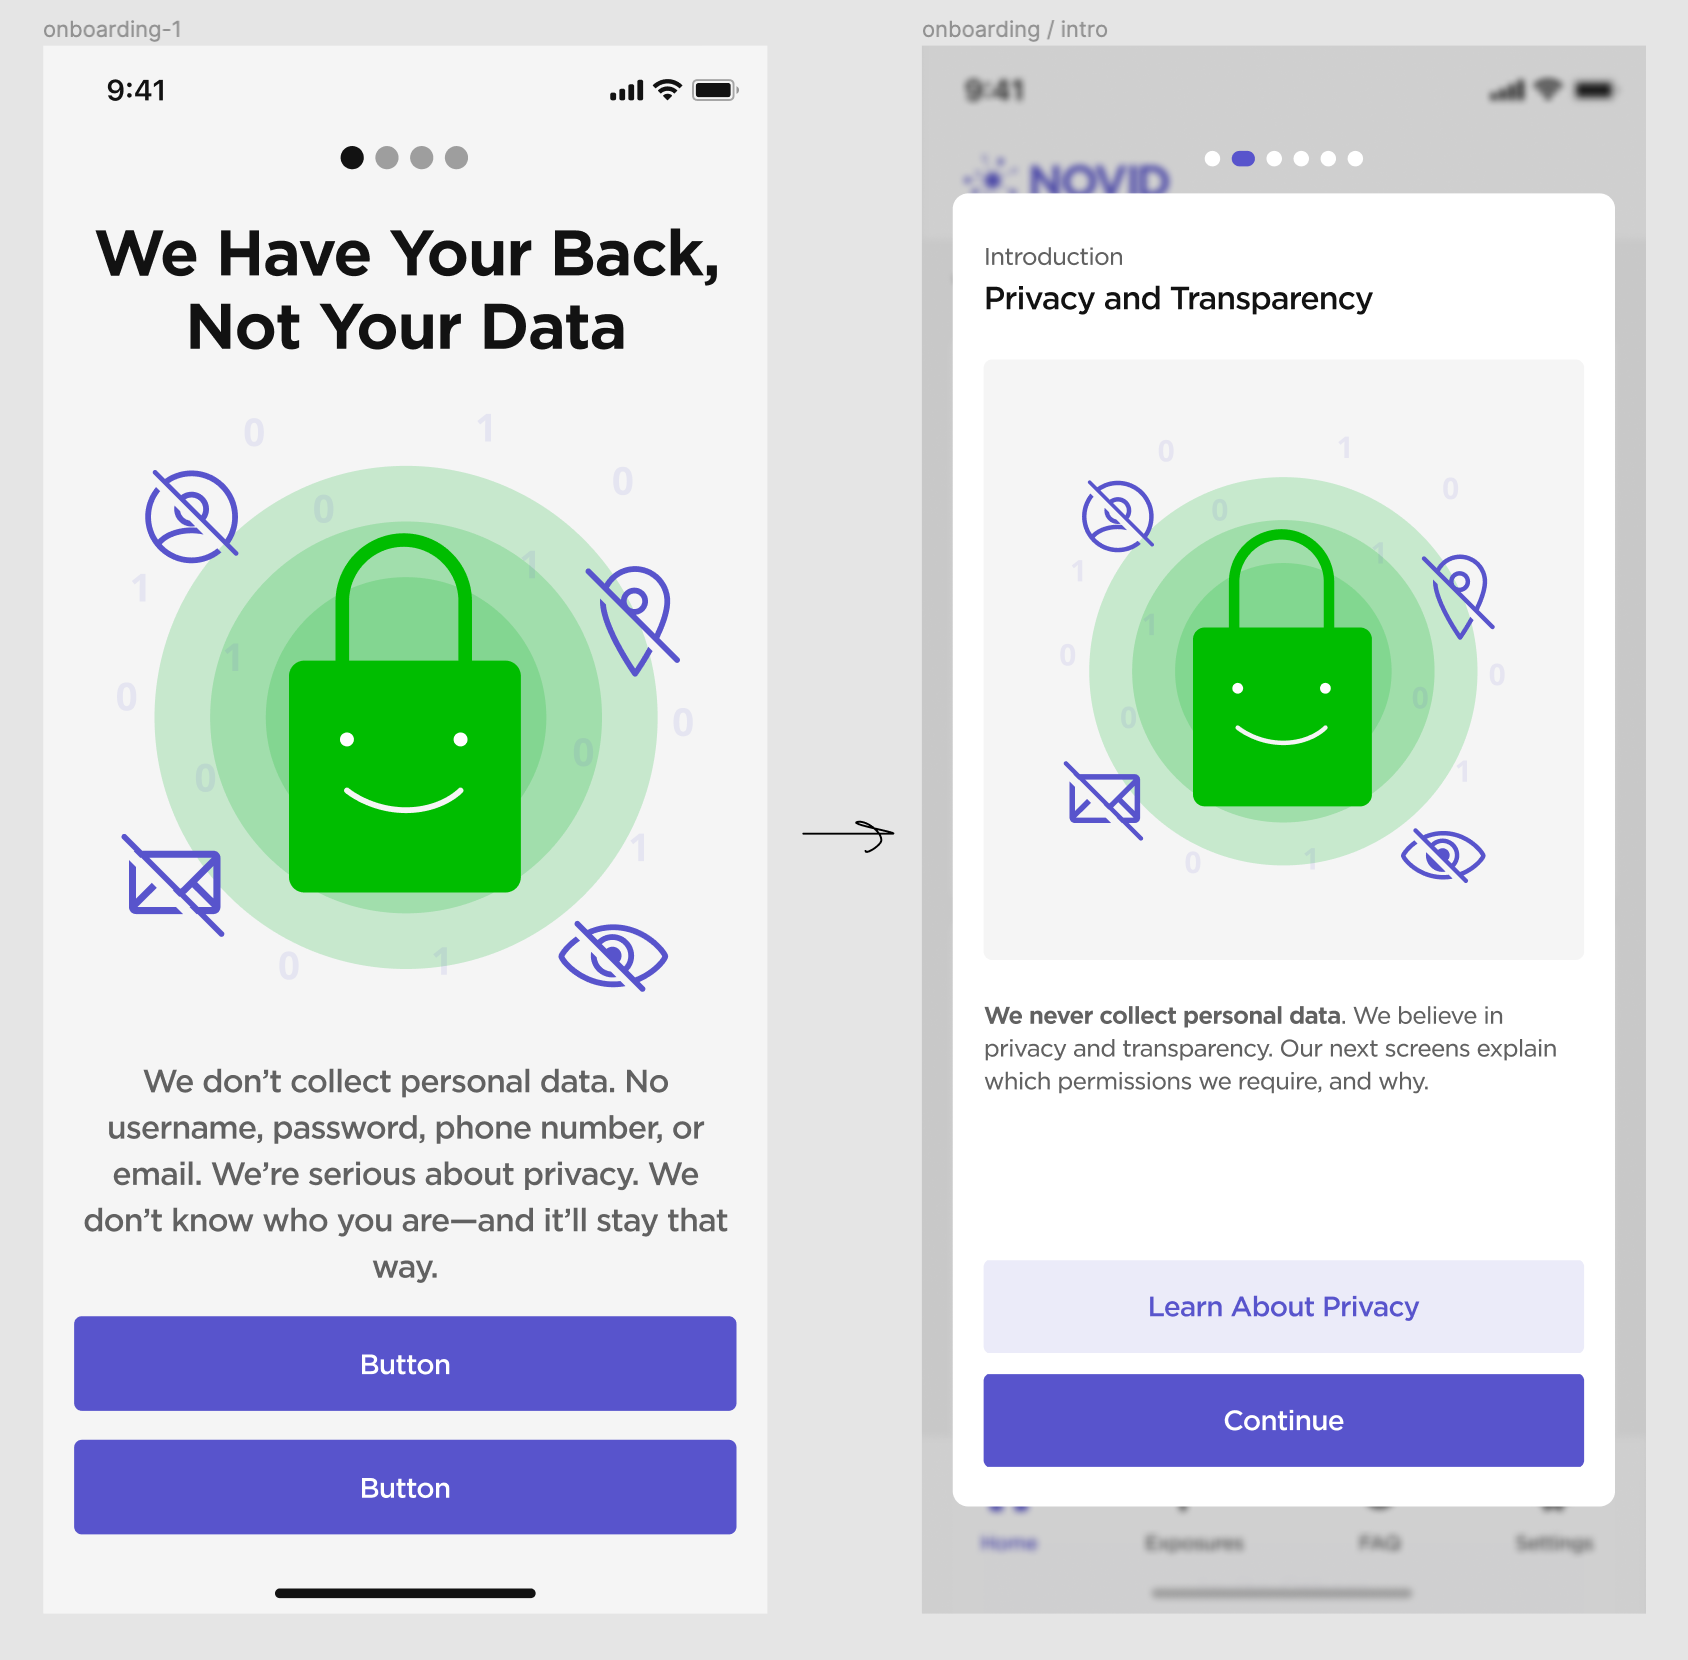 onboarding-1
9:41
We Have Your Back,
Not Your Data
0
1
0
0
1
1
1
0
0
0
0
1
0
1
We don’t collect personal data. No
username, password, phone number, or
email. We’re serious about privacy. We
don’t know who you are—and it’ll stay that
way.
Button
Button
onboarding / intro
9:41
NOVID
Introduction
Privacy and Transparency
0
1
0
0
1
1
1
0
0
0
0
1
0
1
We never collect personal data. We believe in
privacy and transparency. Our next screens explain
which permissions we require, and why.
Learn About Privacy
Continue
Home
Exposures
FAQ
Settings